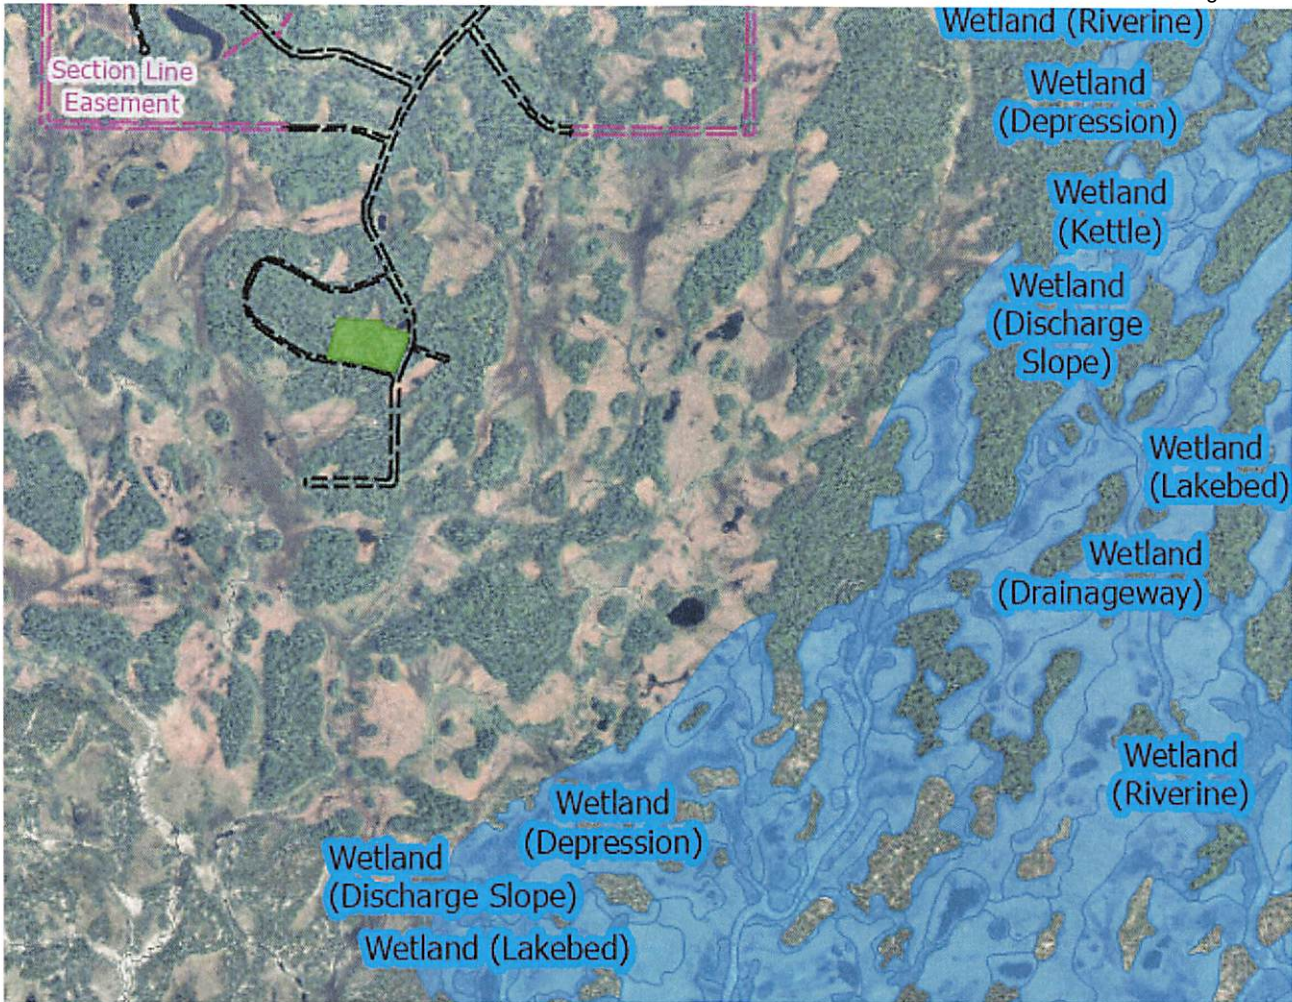 Wetland (Riverine)
Section Line
Easement
Wetland
(Depression)
Wetland
(Kettle)
Wetland
(Discharge
Slope)
Wetland
(Lakebed)
Wetland
(Drainageway)
Wetland
(Riverine)
Wetland
(Depression)
Wetland
(Discharge Slope)
Wetland (Lakebed)